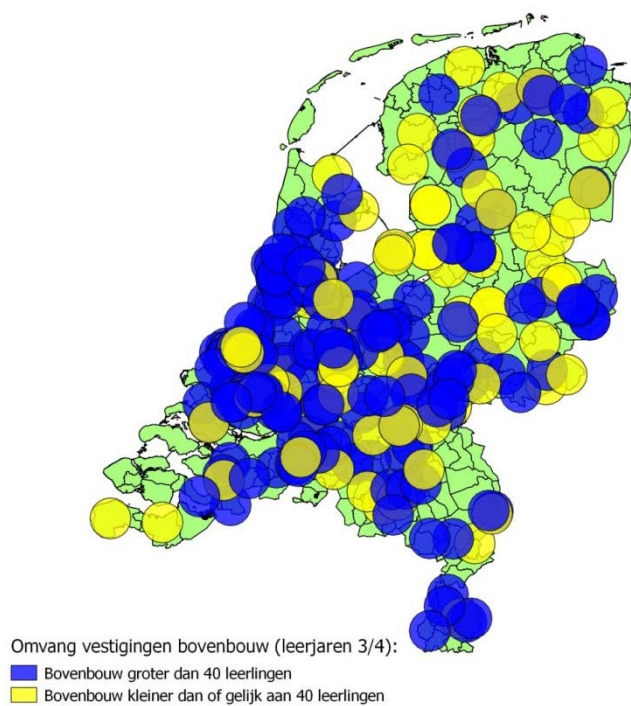 Omvang vestigingen bovenbouw (leerjaren 3/4):
Bovenbouw groter dan 40 leerlingen
Bovenbouw kleiner dan of gelijk aan 40 leerlingen